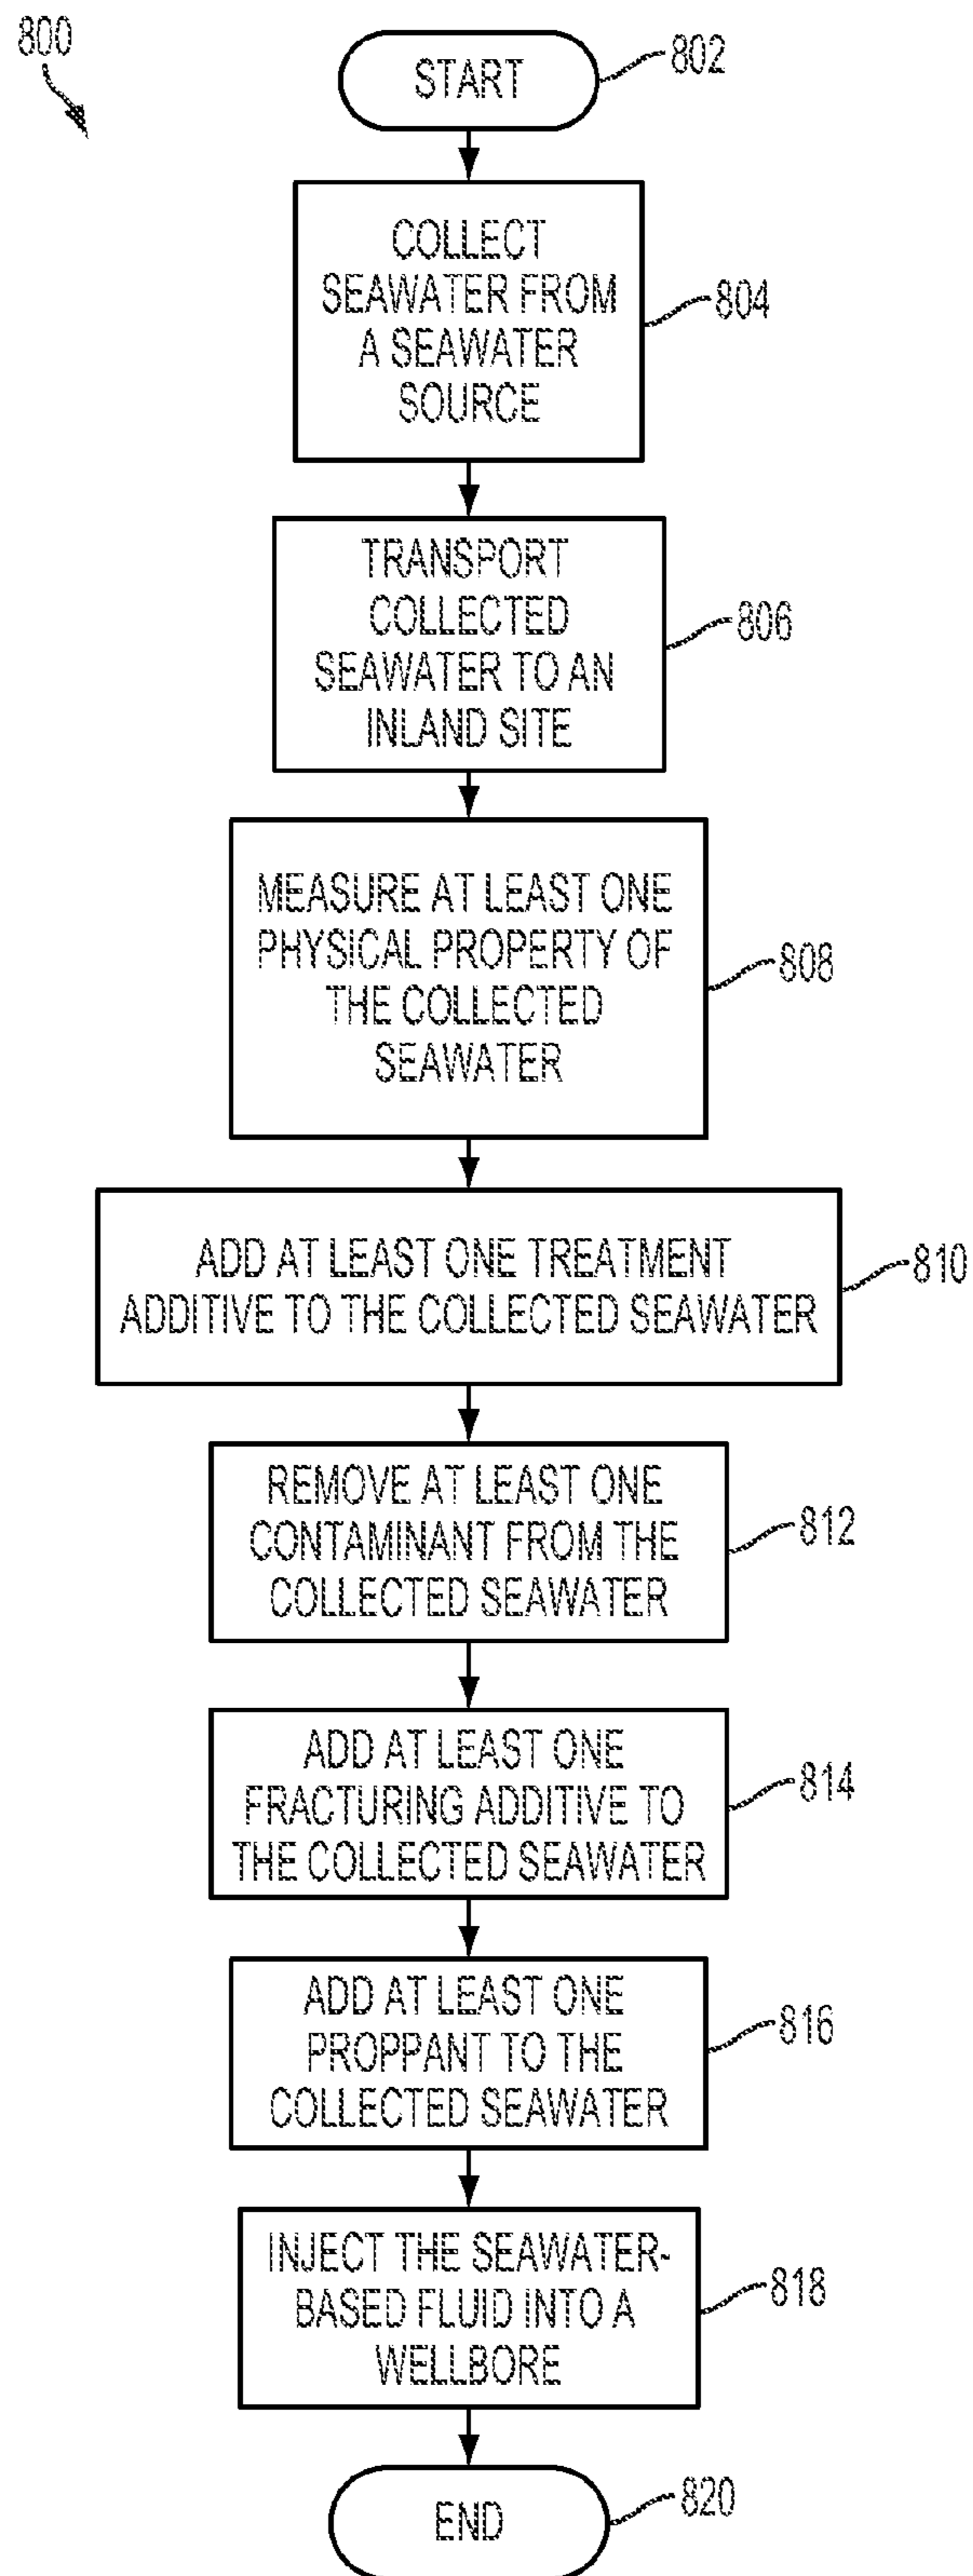 800
START
802
COLLECT
SEAWATER FROM
A SEAWATER
SOURCE
804
TRANSPORT
COLLECTED
SEAWATER TO AN
INLAND SITE
806
MEASURE AT LEAST ONE
PHYSICAL PROPERTY OF
THE COLLECTED
SEAWATER
808
ADD AT LEAST ONE TREATMENT
ADDITIVE TO THE COLLECTED SEAWATER
810
REMOVE AT LEAST ONE
CONTAMINANT FROM THE
COLLECTED SEAWATER
812
ADD AT LEAST ONE
FRACTURING ADDITIVE TO
THE COLLECTED SEAWATER
814
ADD AT LEAST ONE
PROPPANT TO THE
COLLECTED SEAWATER
816
INJECT THE SEAWATER-
BASED FLUID INTO A
WELLBORE
818
END
820